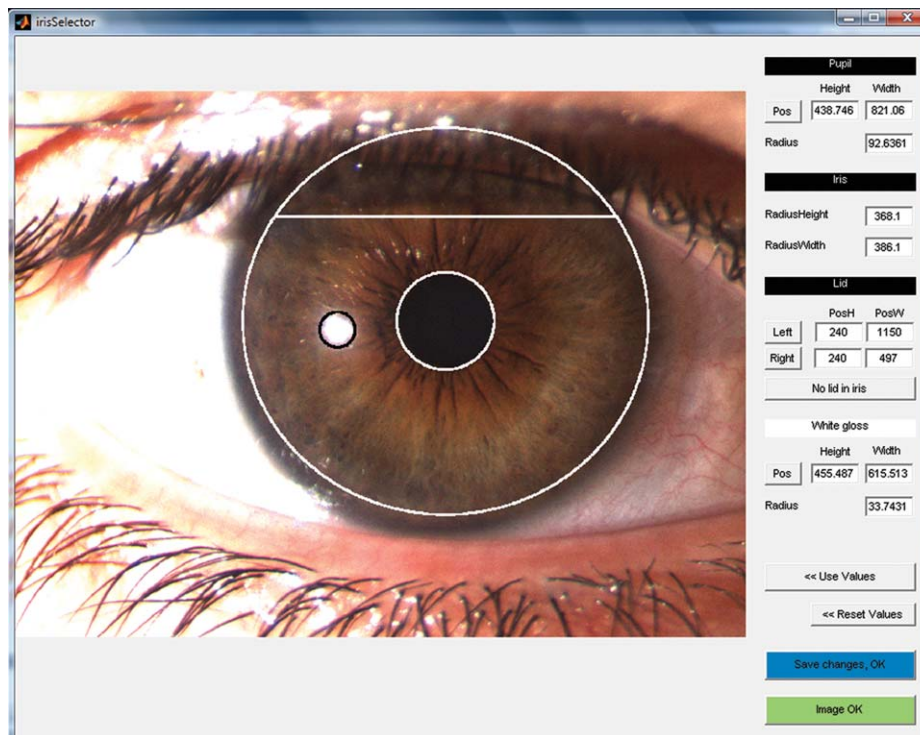 irisSelector
Pupil
Height Width
Pos 438.746 821.06
Radius 92.6361
Iris
RadiusHeight 368.1
RadiusWidth 386.1
Lid
PosH PosW
Left 240 1150
Right 240 497
No lid in iris
White gloss
Height Width
Pos 455.487 615.513
Radius 33.7431
<< Use Values
<< Reset Values
Save changes, OK
Image OK